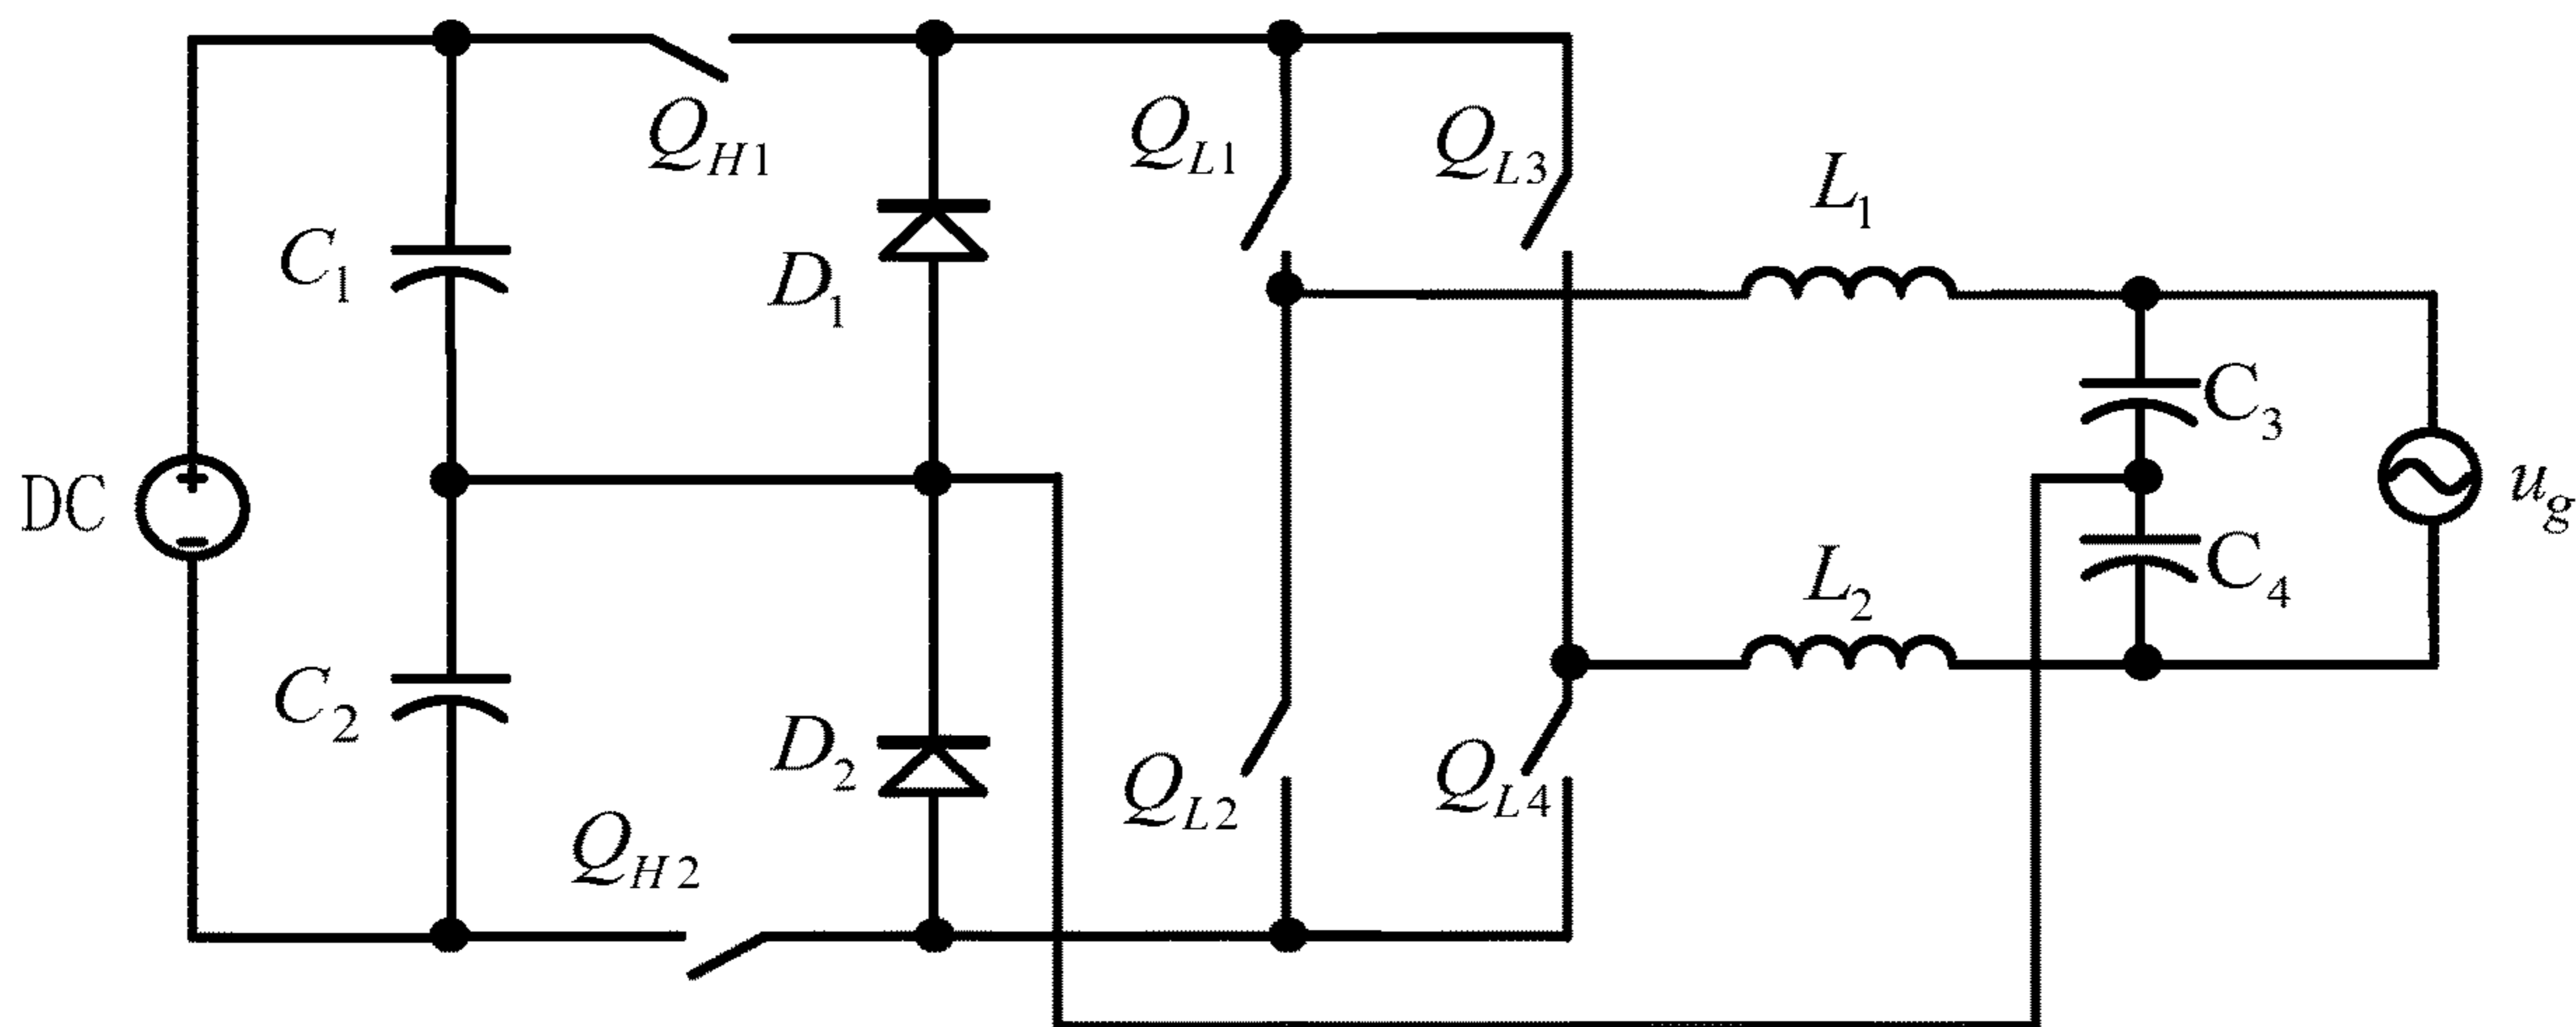 Q_{H1}
Q_{L1}
Q_{L3}
L_1
C_1
D_1
C_3
DC
+
-
u_g
L_2
C_4
C_2
D_2
Q_{L2}
Q_{L4}
Q_{H2}